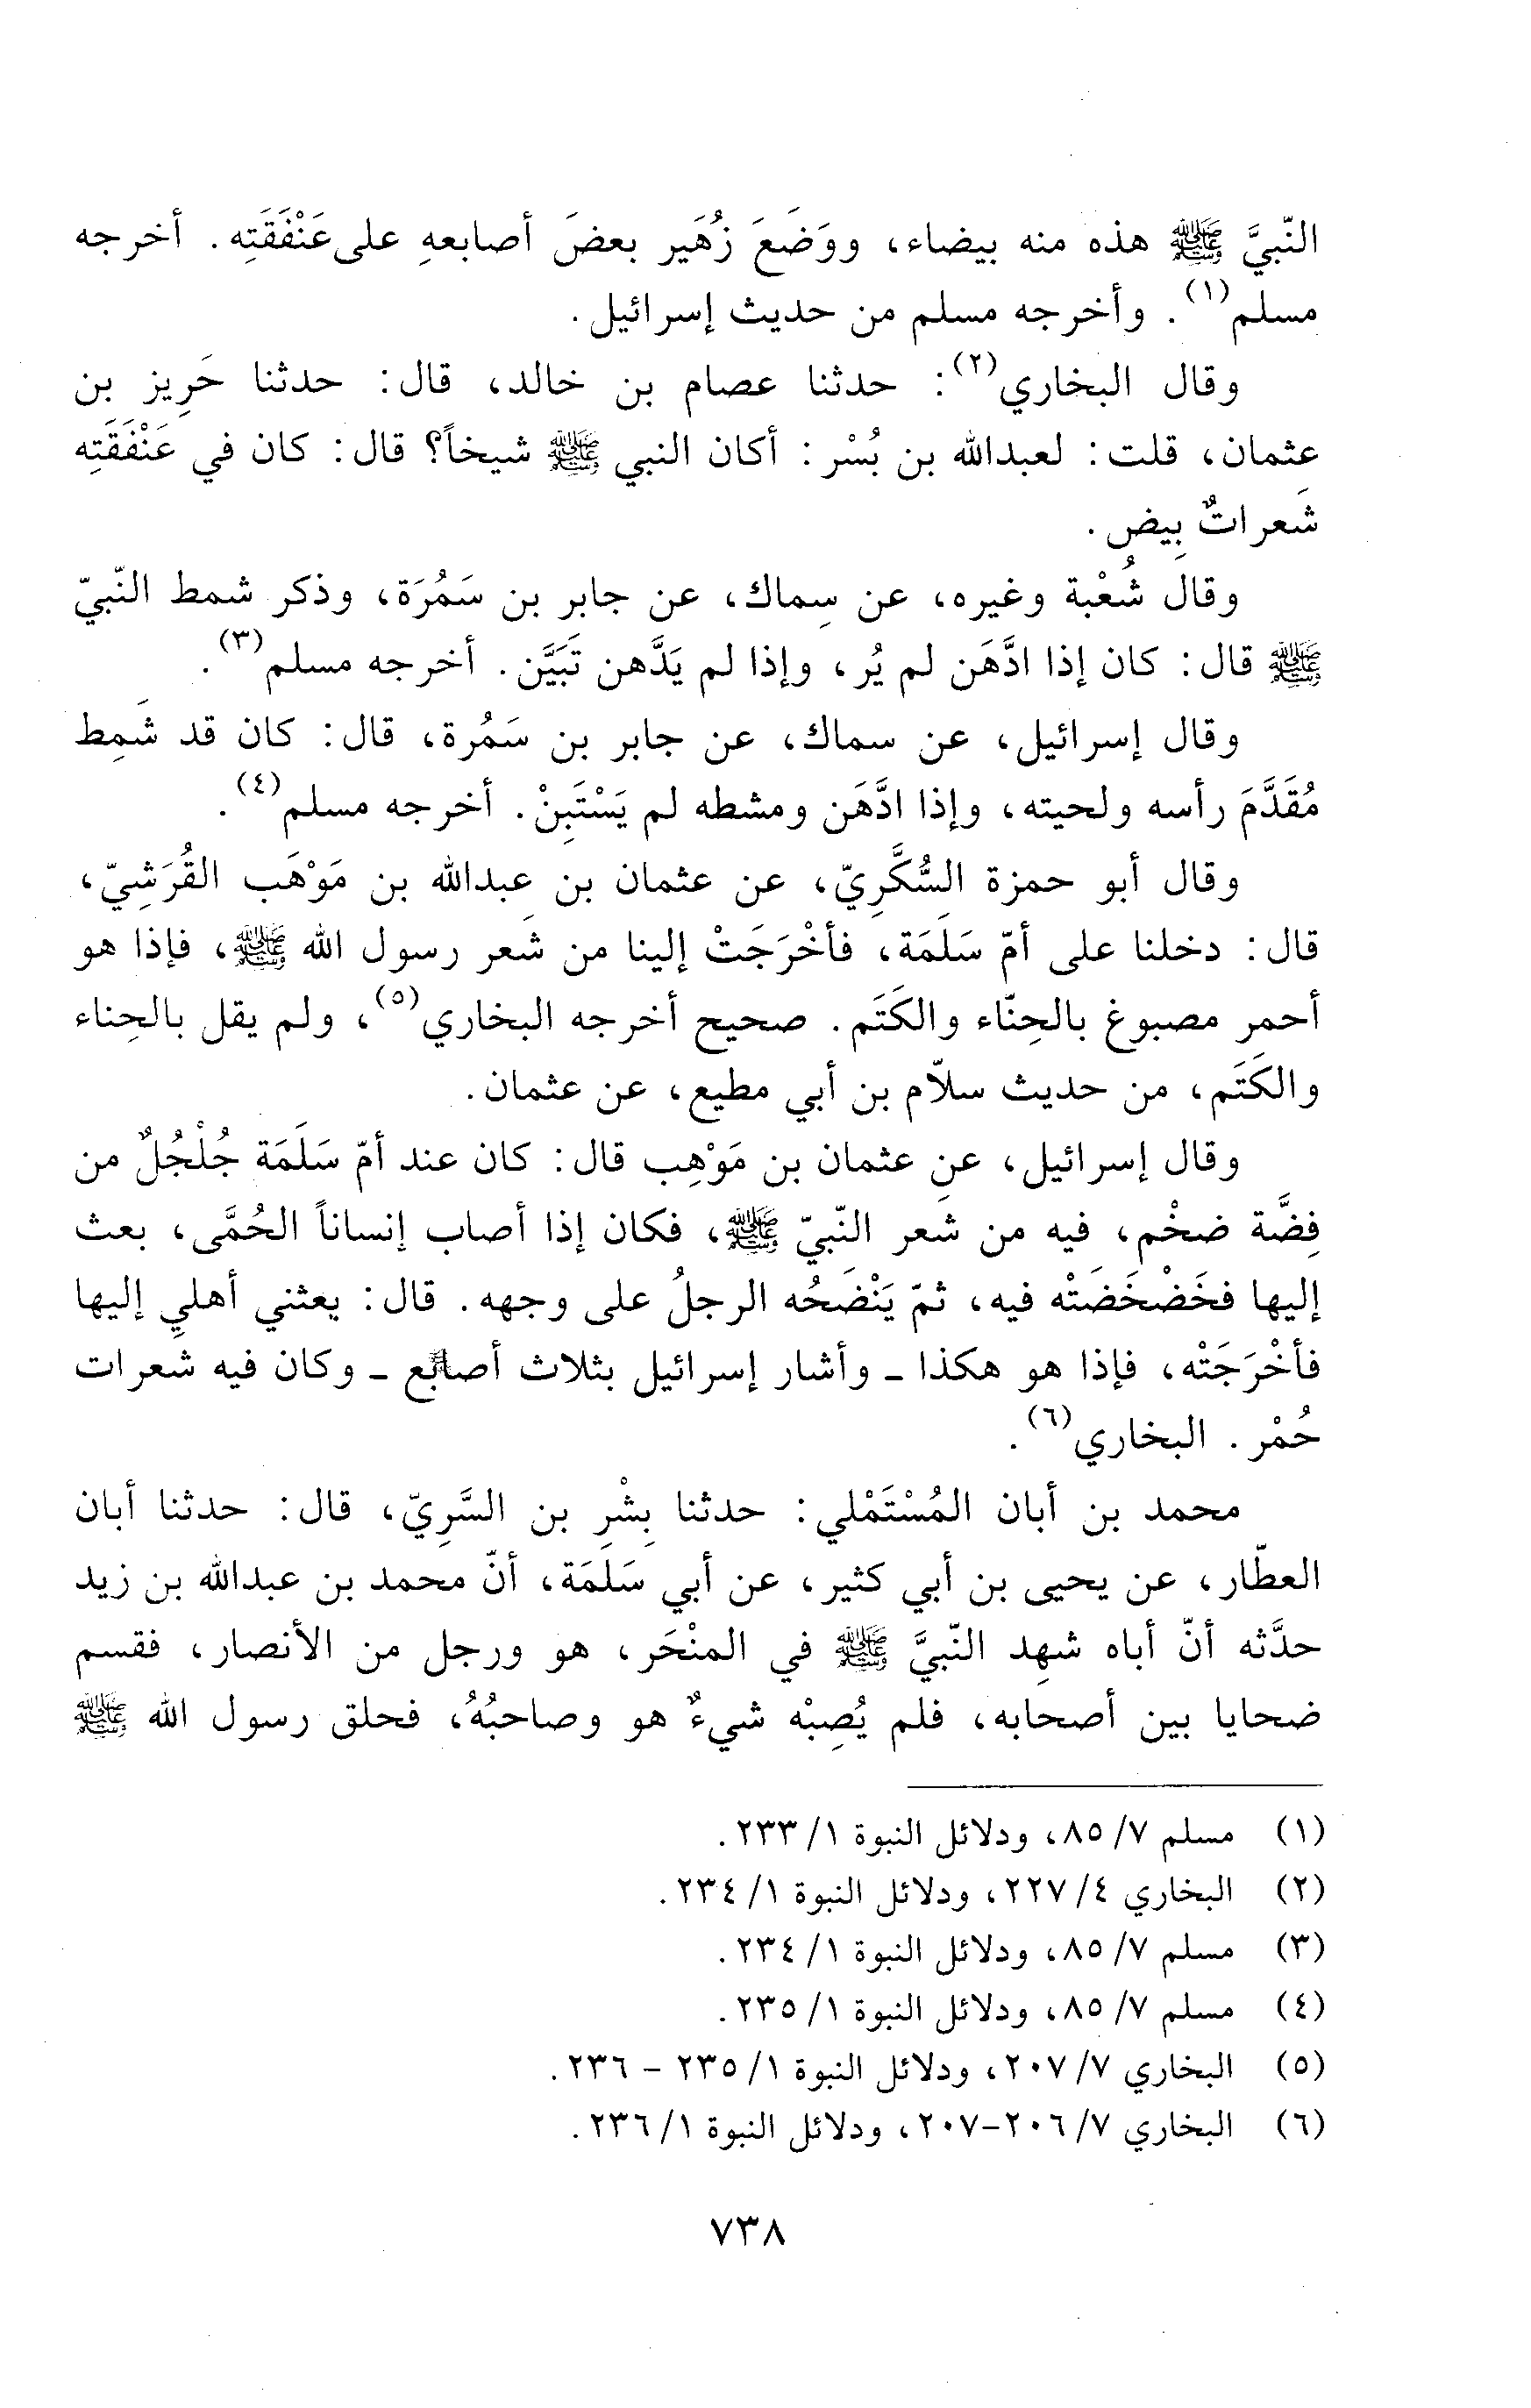 النّبيَّ ﷺ هذه منه بيضاء، ووَضَعَ زُهَير بعضَ أصابعهِ على عَنْفَقَتِه. أخرجه
مسلم(١). وأخرجه مسلم من حديث إسرائيل.
وقال البخاري(٢): حدثنا عصام بن خالد، قال: حدثنا حَرِيز بن
عثمان، قلت: لعبدالله بن بُسْر: أكان النبي ﷺ شيخاً؟ قال: كان في عَنْفَقَتِه
شَعراتٌ بِيض.
وقال شُعْبة وغيره، عن سِماك، عن جابر بن سَمُرَة، وذكر شمط النّبيّ
ﷺ قال: كان إذا ادَّهَن لم يُر، وإذا لم يَدَّهن تَبَيَّن. أخرجه مسلم(٣).
وقال إسرائيل، عن سماك، عن جابر بن سَمُرة، قال: كان قد شَمِط
مُقَدَّمَ رأسه ولحيته، وإذا ادَّهَن ومشطه لم يَسْتَبِنْ. أخرجه مسلم(٤).
وقال أبو حمزة السُّكَّرِيّ، عن عثمان بن عبدالله بن مَوْهَب القُرَشِيّ،
قال: دخلنا على أمّ سَلَمَة، فأخْرَجَتْ إلينا من شَعر رسول الله ﷺ، فإذا هو
أحمر مصبوغ بالحِنّاء والكَتَم. صحيح أخرجه البخاري(٥)، ولم يقل بالحِناء
والكَتَم، من حديث سلاّم بن أبي مطيع، عن عثمان.
وقال إسرائيل، عن عثمان بن مَوْهِب قال: كان عند أمّ سَلَمَة جُلْجُلٌ من
فِضَّة ضخْم، فيه من شَعر النّبيّ ﷺ، فكان إذا أصاب إنساناً الحُمَّى، بعث
إليها فخَضْخَضَتْه فيه، ثمّ يَنْضَحُه الرجلُ على وجهه. قال: بعثني أهلي إليها
فأخْرَجَتْه، فإذا هو هكذا ـ وأشار إسرائيل بثلاث أصابع ـ وكان فيه شعرات
حُمْر. البخاري(٦).
محمد بن أبان المُسْتَمْلي: حدثنا بِشْرِ بن السَّرِيّ، قال: حدثنا أبان
العطّار، عن يحيى بن أبي كثير، عن أبي سَلَمَة، أنّ محمد بن عبدالله بن زيد
حدَّثه أنّ أباه شهِد النّبيَّ ﷺ في المنْحَر، هو ورجل من الأنصار، فقسم
ضحايا بين أصحابه، فلم يُصِبْه شيءٌ هو وصاحبُهُ، فحلق رسول الله ﷺ
(١) مسلم ٧/ ٨٥، ودلائل النبوة ١/ ٢٣٣.
(٢) البخاري ٤/ ٢٢٧، ودلائل النبوة ١/ ٢٣٤.
(٣) مسلم ٧/ ٨٥، ودلائل النبوة ١/ ٢٣٤.
(٤) مسلم ٧/ ٨٥، ودلائل النبوة ١/ ٢٣٥.
(٥) البخاري ٧/ ٢٠٧، ودلائل النبوة ١/ ٢٣٥ - ٢٣٦.
(٦) البخاري ٧/ ٢٠٦-٢٠٧، ودلائل النبوة ١/ ٢٣٦.
٧٣٨